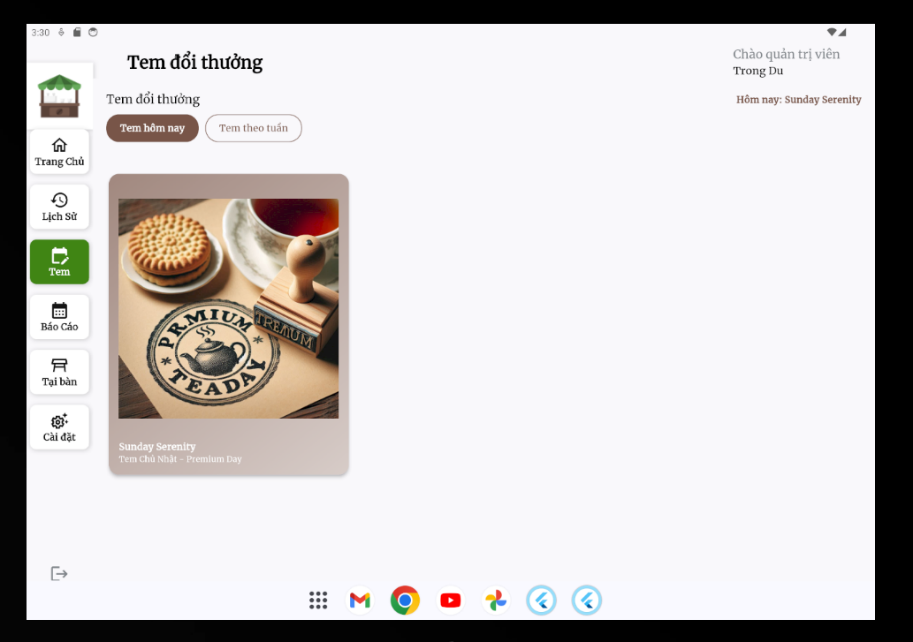 3:30
Tem đổi thưởng
Chào quản trị viên
Trong Du
Tem đổi thưởng
Hôm nay: Sunday Serenity
Tem hôm nay
Tem theo tuần
Trang Chủ
Lịch Sử
Tem
Báo Cáo
Tại bàn
Cài đặt
PRMIUM
TEADAY
TREMUM
Sunday Serenity
Tem Chủ Nhật - Premium Day